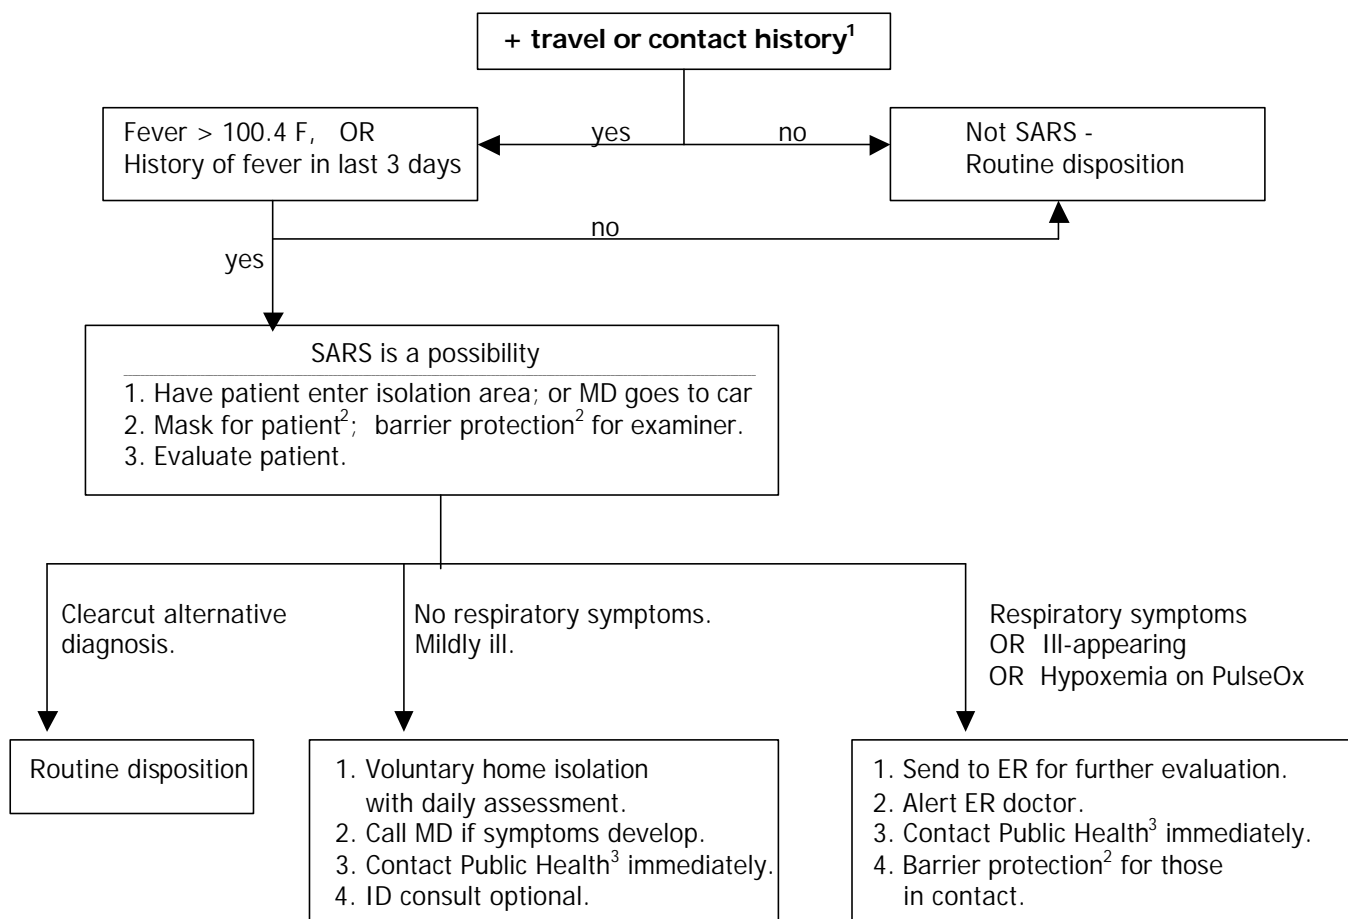 + travel or contact history1
Fever > 100.4 F, OR
History of fever in last 3 days
yes
no
Not SARS -
Routine disposition
no
yes
SARS is a possibility
1. Have patient enter isolation area; or MD goes to car
2. Mask for patient2; barrier protection2 for examiner.
3. Evaluate patient.
Clearcut alternative
diagnosis.
No respiratory symptoms.
Mildly ill.
Respiratory symptoms
OR Ill-appearing
OR Hypoxemia on PulseOx
Routine disposition
1. Voluntary home isolation
with daily assessment.
2. Call MD if symptoms develop.
3. Contact Public Health3 immediately.
4. ID consult optional.
1. Send to ER for further evaluation.
2. Alert ER doctor.
3. Contact Public Health3 immediately.
4. Barrier protection2 for those
in contact.